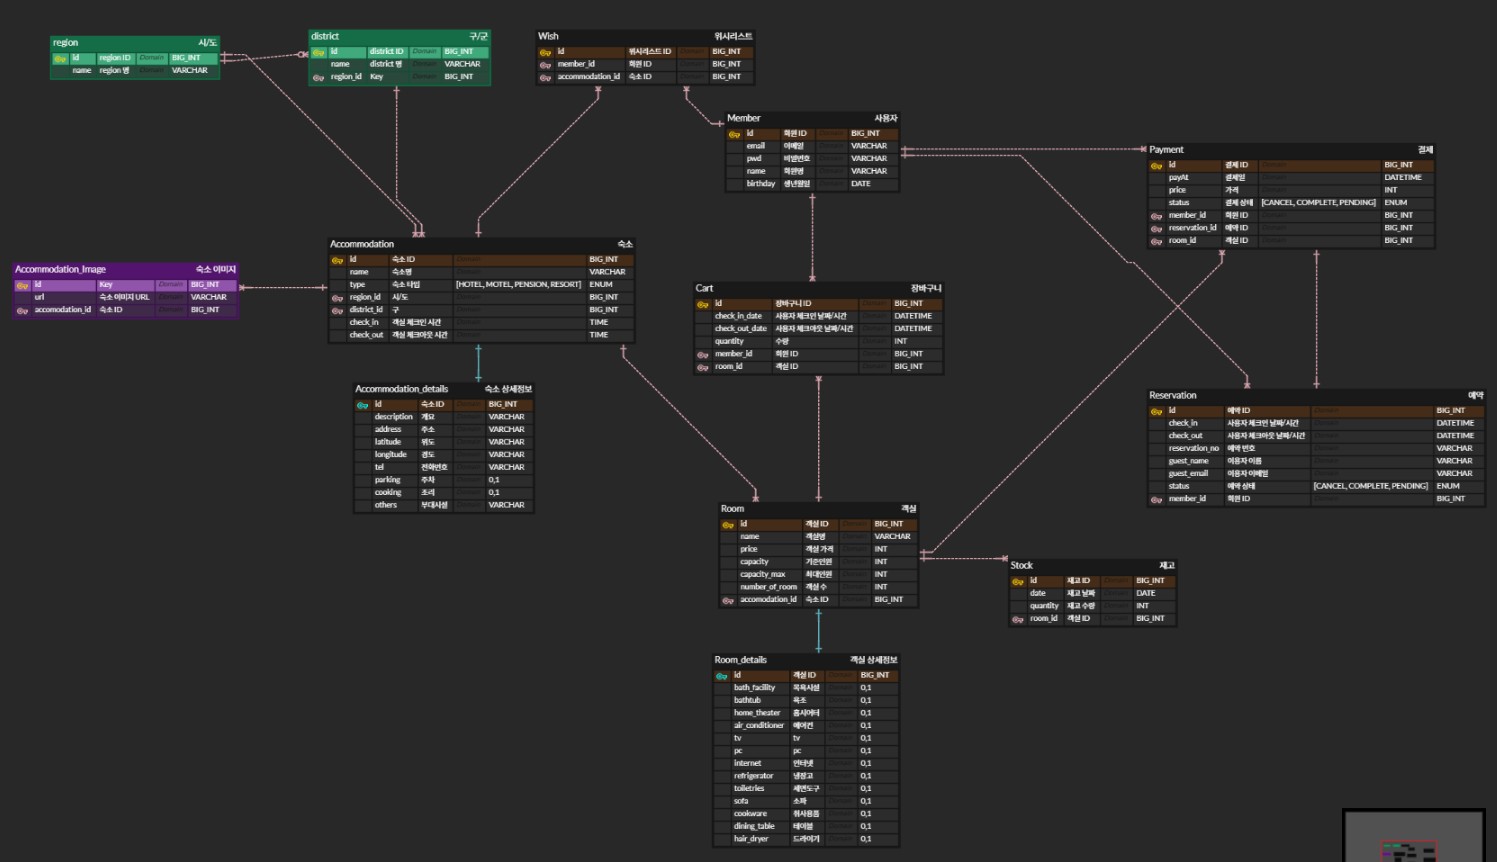 region 시/도
id region ID Domain BIG_INT
name region 명 Domain VARCHAR
district 구/군
id district ID Domain BIG_INT
name district 명 Domain VARCHAR
region_id Key Domain BIG_INT
Wish 위시리스트
id 위시리스트 ID Domain BIG_INT
member_id 회원 ID Domain BIG_INT
accommodation_id 숙소 ID Domain BIG_INT
Member 사용자
id 회원 ID Domain BIG_INT
email 이메일 Domain VARCHAR
pwd 비밀번호 Domain VARCHAR
name 회원명 Domain VARCHAR
birthday 생년월일 Domain DATE
Payment 결제
id 결제 ID Domain BIG_INT
payAt 결제일 Domain DATETIME
price 가격 Domain INT
status 결제 상태 [CANCEL, COMPLETE, PENDING] ENUM
member_id 회원 ID Domain BIG_INT
reservation_id 예약 ID Domain BIG_INT
room_id 객실 ID Domain BIG_INT
Accommodation 숙소
id 숙소 ID Domain BIG_INT
name 숙소명 Domain VARCHAR
type 숙소 타입 [HOTEL, MOTEL, PENSION, RESORT] ENUM
region_id 시/도 Domain BIG_INT
district_id 구 Domain BIG_INT
check_in 객실 체크인 시간 Domain TIME
check_out 객실 체크아웃 시간 Domain TIME
Accommodation_Image 숙소 이미지
id Key Domain BIG_INT
url 숙소 이미지 URL Domain VARCHAR
accomodation_id 숙소 ID Domain BIG_INT
Cart 장바구니
id 장바구니 ID Domain BIG_INT
check_in_date 사용자 체크인 날짜/시간 Domain DATETIME
check_out_date 사용자 체크아웃 날짜/시간 Domain DATETIME
quantity 수량 Domain INT
member_id 회원 ID Domain BIG_INT
room_id 객실 ID Domain BIG_INT
Accommodation_details 숙소 상세정보
id 숙소 ID Domain BIG_INT
description 개요 Domain VARCHAR
address 주소 Domain VARCHAR
latitude 위도 Domain VARCHAR
longitude 경도 Domain VARCHAR
tel 전화번호 Domain VARCHAR
parking 주차 Domain 0,1
cooking 조리 Domain 0,1
others 부대시설 Domain VARCHAR
Reservation 예약
id 예약 ID Domain BIG_INT
check_in 사용자 체크인 날짜/시간 Domain DATETIME
check_out 사용자 체크아웃 날짜/시간 Domain DATETIME
reservation_no 예약 번호 Domain VARCHAR
guest_name 이용자 이름 Domain VARCHAR
guest_email 이용자 이메일 Domain VARCHAR
status 예약 상태 [CANCEL, COMPLETE, PENDING] ENUM
member_id 회원 ID Domain BIG_INT
Room 객실
id 객실 ID Domain BIG_INT
name 객실명 Domain VARCHAR
price 객실 가격 Domain INT
capacity 기준인원 Domain INT
capacity_max 최대인원 Domain INT
number_of_room 객실 수 Domain INT
accomodation_id 숙소 ID Domain BIG_INT
Stock 재고
id 재고 ID Domain BIG_INT
date 재고 날짜 Domain DATE
quantity 재고 수량 Domain INT
room_id 객실 ID Domain BIG_INT
Room_details 객실 상세정보
id 객실 ID Domain BIG_INT
bath_facility 목욕시설 Domain 0,1
bathtub 욕조 Domain 0,1
home_theater 홈시어터 Domain 0,1
air_conditioner 에어컨 Domain 0,1
tv tv Domain 0,1
pc pc Domain 0,1
internet 인터넷 Domain 0,1
refrigerator 냉장고 Domain 0,1
toiletries 세면도구 Domain 0,1
sofa 소파 Domain 0,1
cookware 취사용품 Domain 0,1
dining_table 테이블 Domain 0,1
hair_dryer 드라이기 Domain 0,1